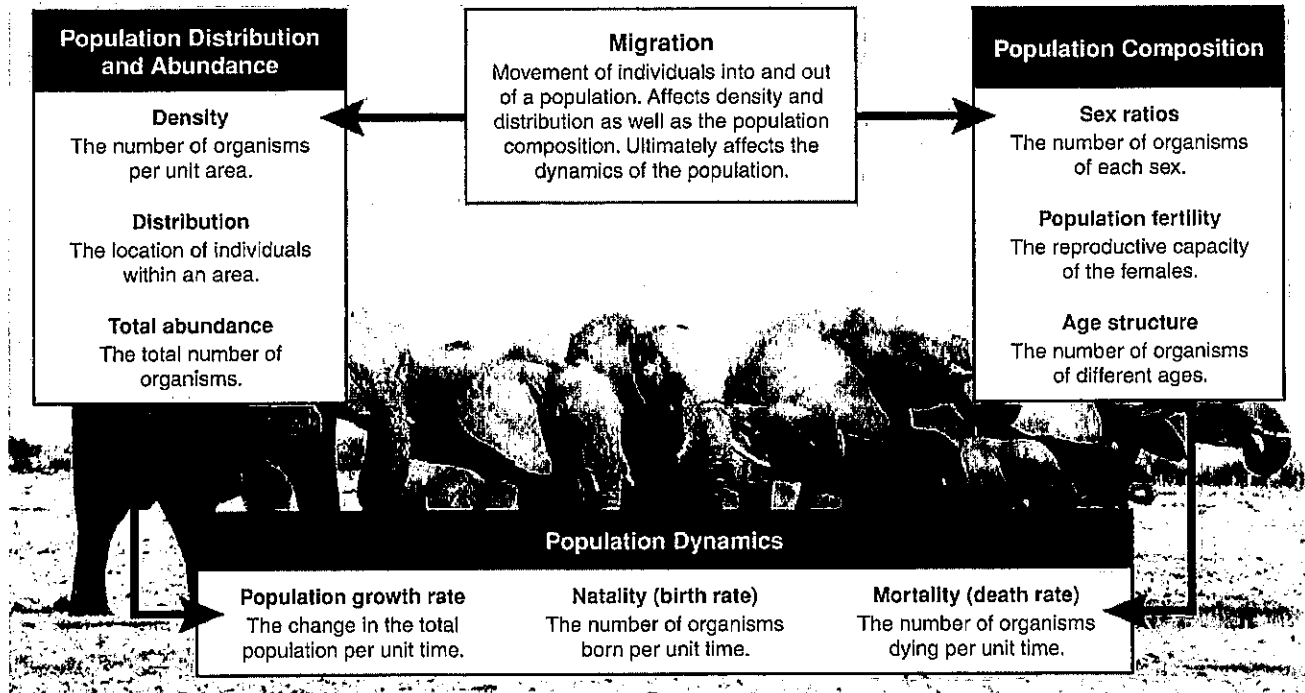 Population Distribution
and Abundance
Density
The number of organisms
per unit area.
Distribution
The location of individuals
within an area.
Total abundance
The total number of
organisms.
Migration
Movement of individuals into and out
of a population. Affects density and
distribution as well as the population
composition. Ultimately affects the
dynamics of the population.
Population Composition
Sex ratios
The number of organisms
of each sex.
Population fertility
The reproductive capacity
of the females.
Age structure
The number of organisms
of different ages.
Population Dynamics
Population growth rate
The change in the total
population per unit time.
Natality (birth rate)
The number of organisms
born per unit time.
Mortality (death rate)
The number of organisms
dying per unit time.